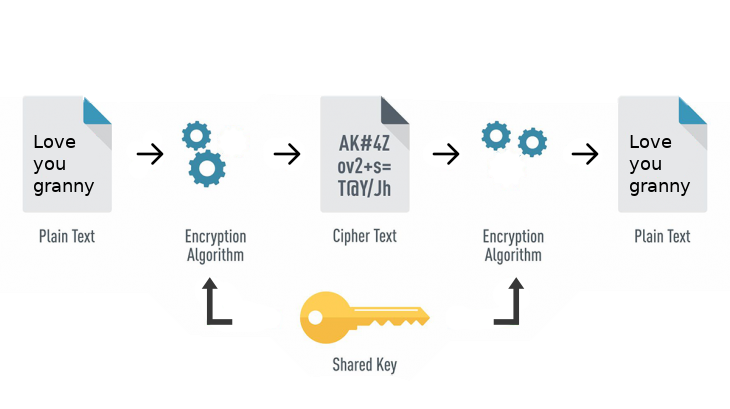 Love
you
granny
AK#4Z
ov2+s=
T@Y/Jh
Love
you
granny
Plain Text
Encryption
Algorithm
Cipher Text
Encryption
Algorithm
Plain Text
Shared Key